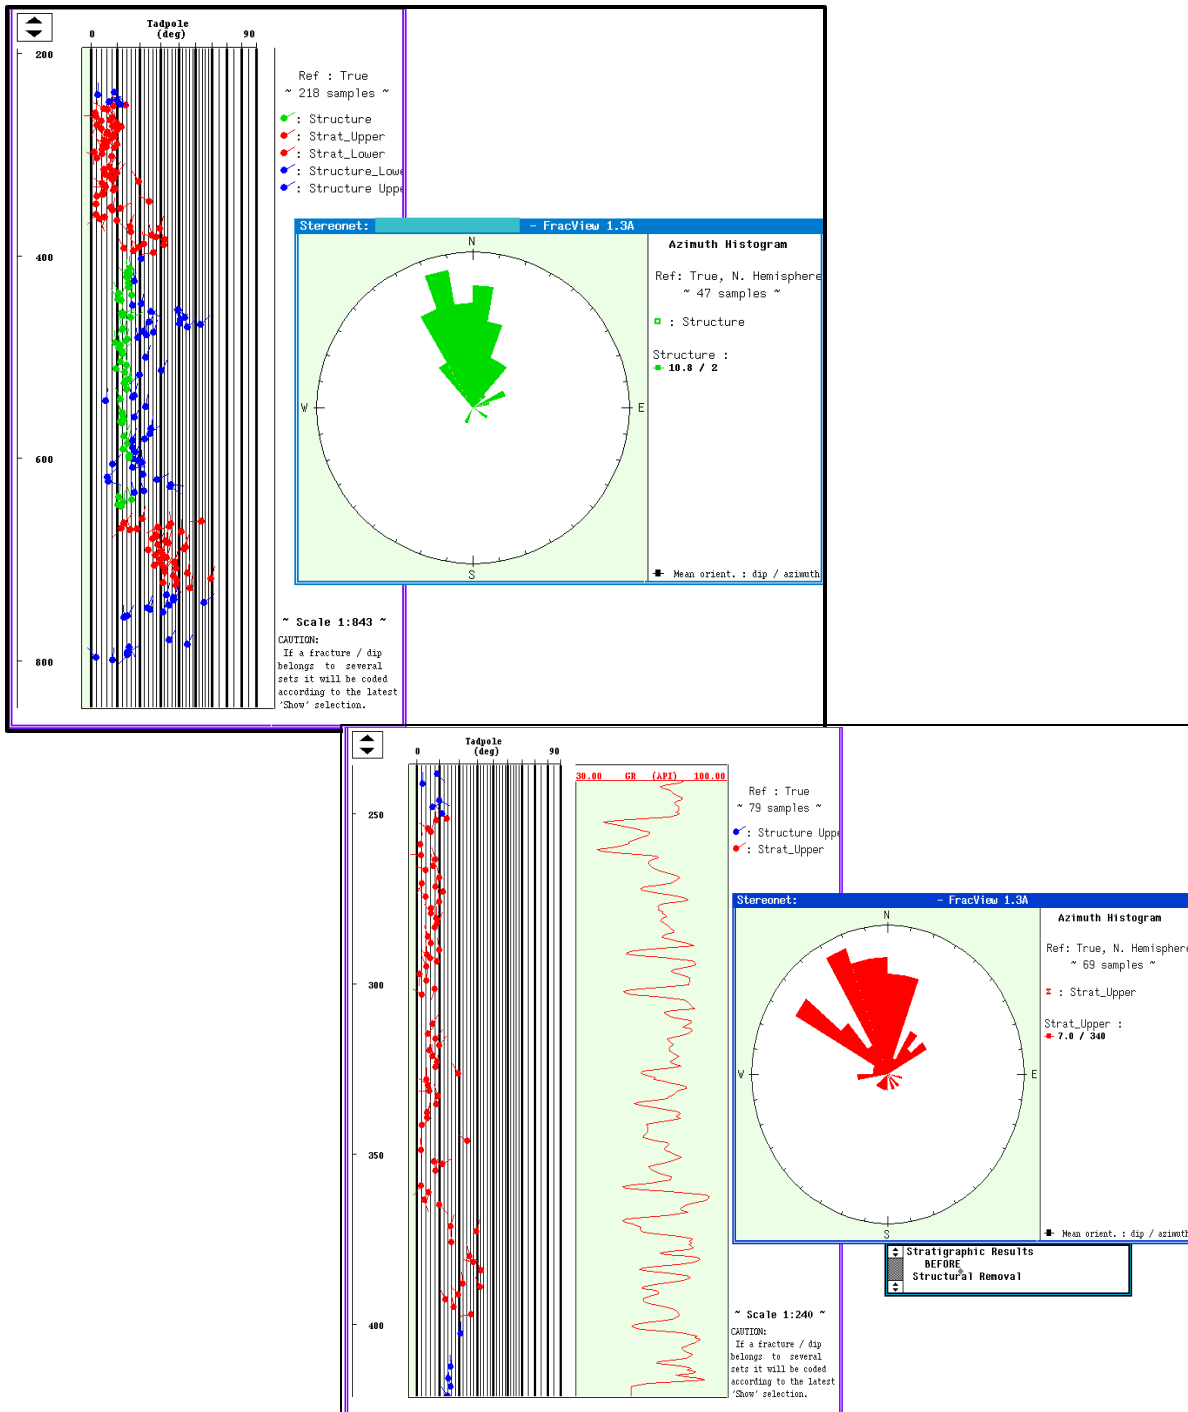 Tadpole
0 (deg) 90
200
400
600
800
Ref : True
~ 218 samples ~
: Structure
: Strat_Upper
: Strat_Lower
: Structure_Lowe
: Structure Uppe
~ Scale 1:843 ~
CAUTION:
If a fracture / dip
belongs to several
sets it will be coded
according to the latest
'Show' selection.
Stereonet: - FracView 1.3A
N
W
E
S
Azimuth Histogram
Ref: True, N. Hemisphere
~ 47 samples ~
: Structure
Structure :
10.8 / 2
Mean orient. : dip / azimuth
Tadpole
0 (deg) 90
250
300
350
400
30.00 GR (API) 100.00
Ref : True
~ 79 samples ~
: Structure Uppe
: Strat_Upper
~ Scale 1:240 ~
CAUTION:
If a fracture / dip
belongs to several
sets it will be coded
according to the latest
'Show' selection.
Stereonet: - FracView 1.3A
N
W
E
S
Azimuth Histogram
Ref: True, N. Hemisphere
~ 69 samples ~
: Strat_Upper
Strat_Upper :
7.0 / 340
Mean orient. : dip / azimuth
Stratigraphic Results
BEFORE
Structural Removal